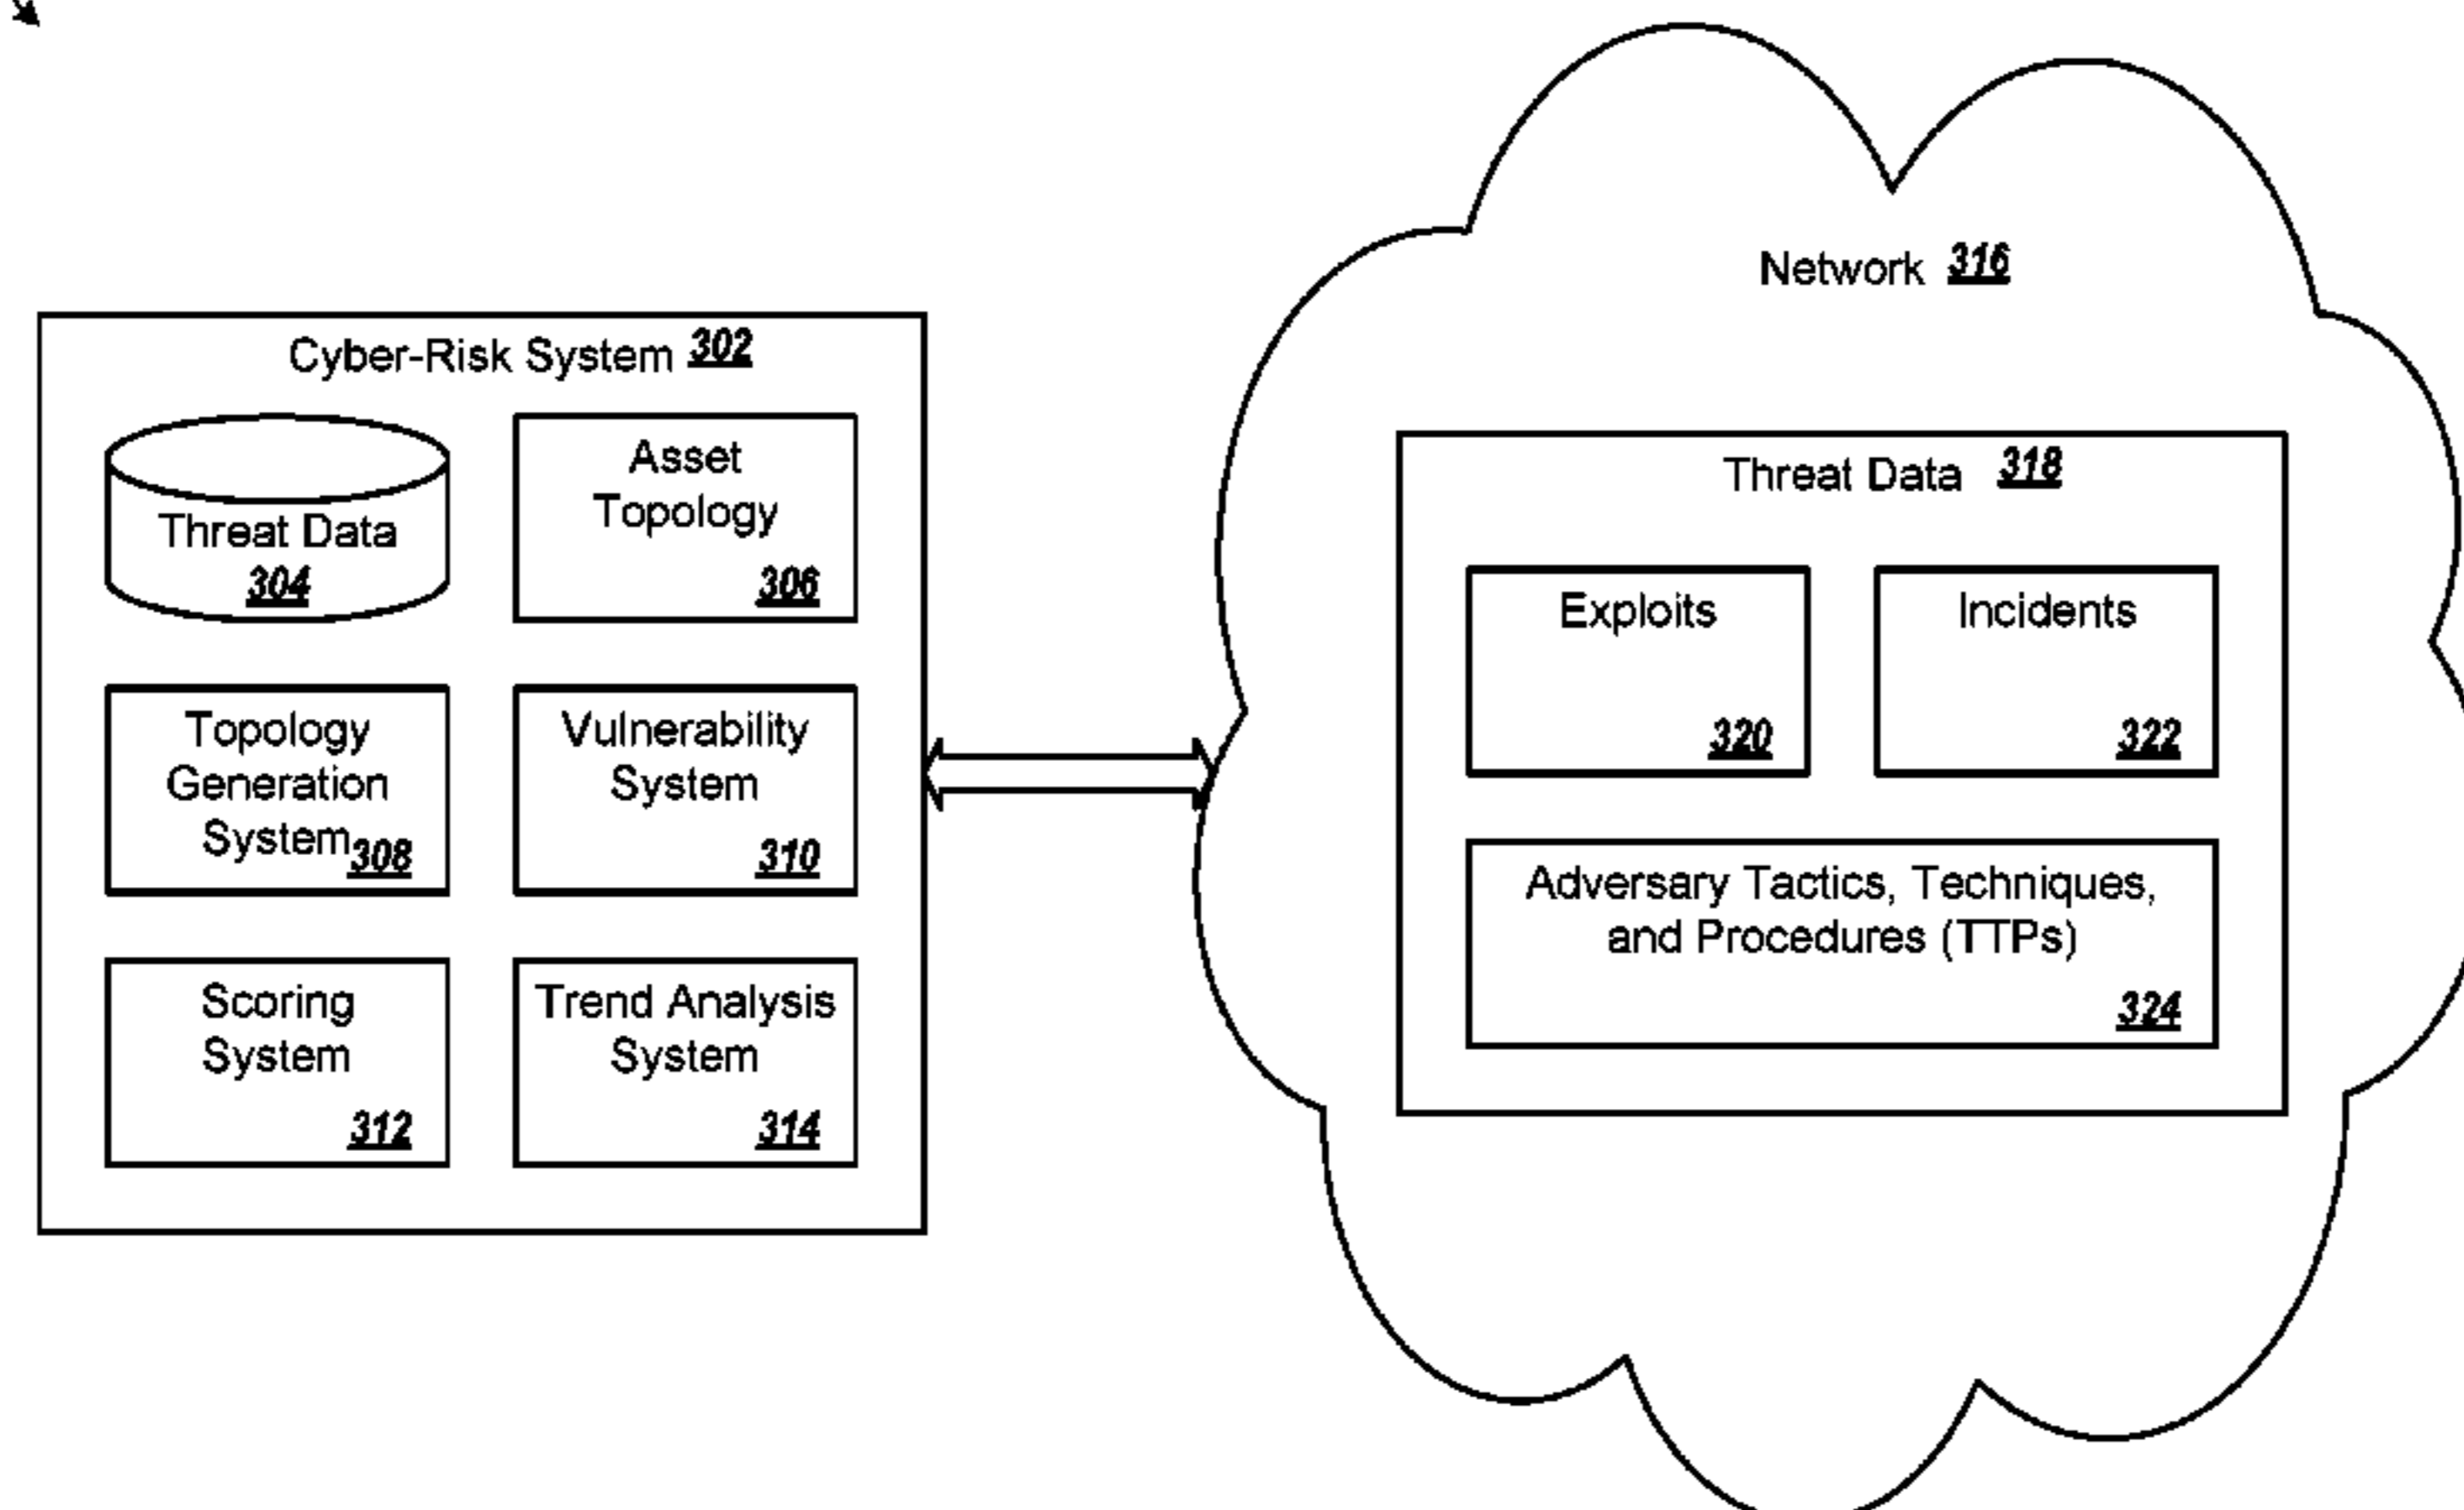 Network 316
Cyber-Risk System 302
Threat Data
304
Asset
Topology
306
Topology
Generation
System 308
Vulnerability
System
310
Scoring
System
312
Trend Analysis
System
314
Threat Data 318
Exploits
320
Incidents
322
Adversary Tactics, Techniques,
and Procedures (TTPs)
324